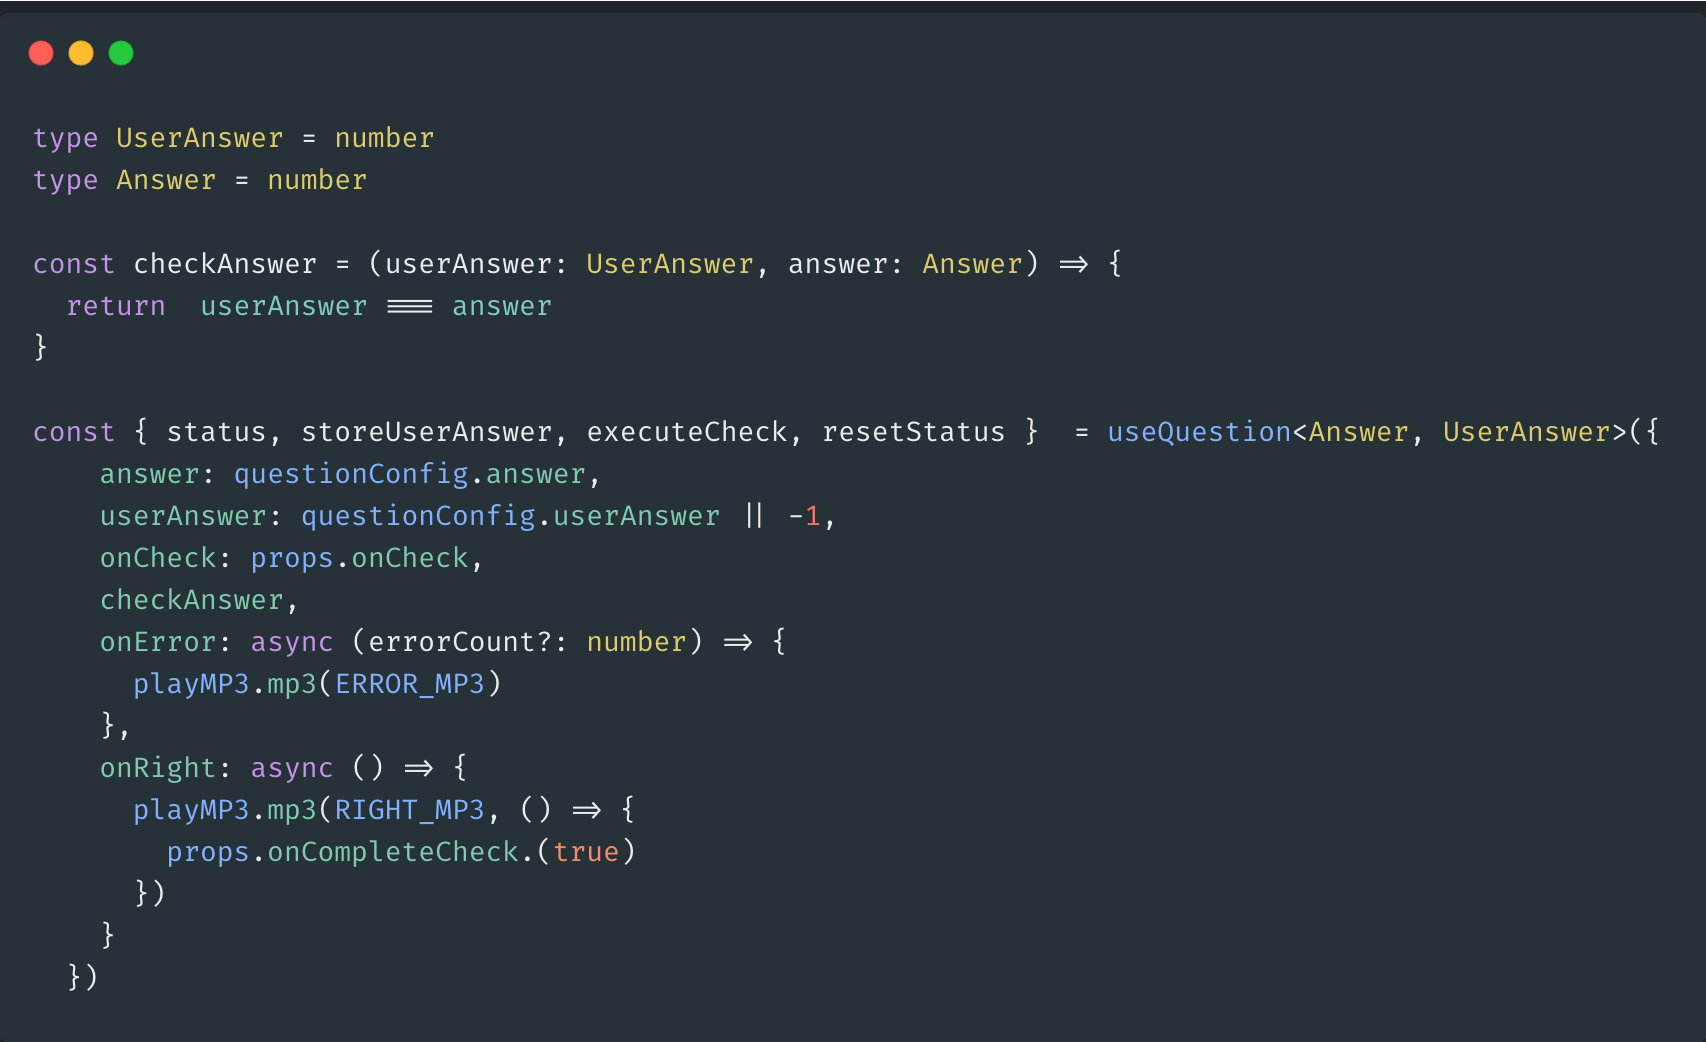 type UserAnswer = number
type Answer = number

const checkAnswer = (userAnswer: UserAnswer, answer: Answer) => {
  return  userAnswer === answer
}

const { status, storeUserAnswer, executeCheck, resetStatus }  = useQuestion<Answer, UserAnswer>({
    answer: questionConfig.answer,
    userAnswer: questionConfig.userAnswer || -1,
    onCheck: props.onCheck,
    checkAnswer,
    onError: async (errorCount?: number) => {
      playMP3.mp3(ERROR_MP3)
    },
    onRight: async () => {
      playMP3.mp3(RIGHT_MP3, () => {
        props.onCompleteCheck.(true)
      })
    }
  })